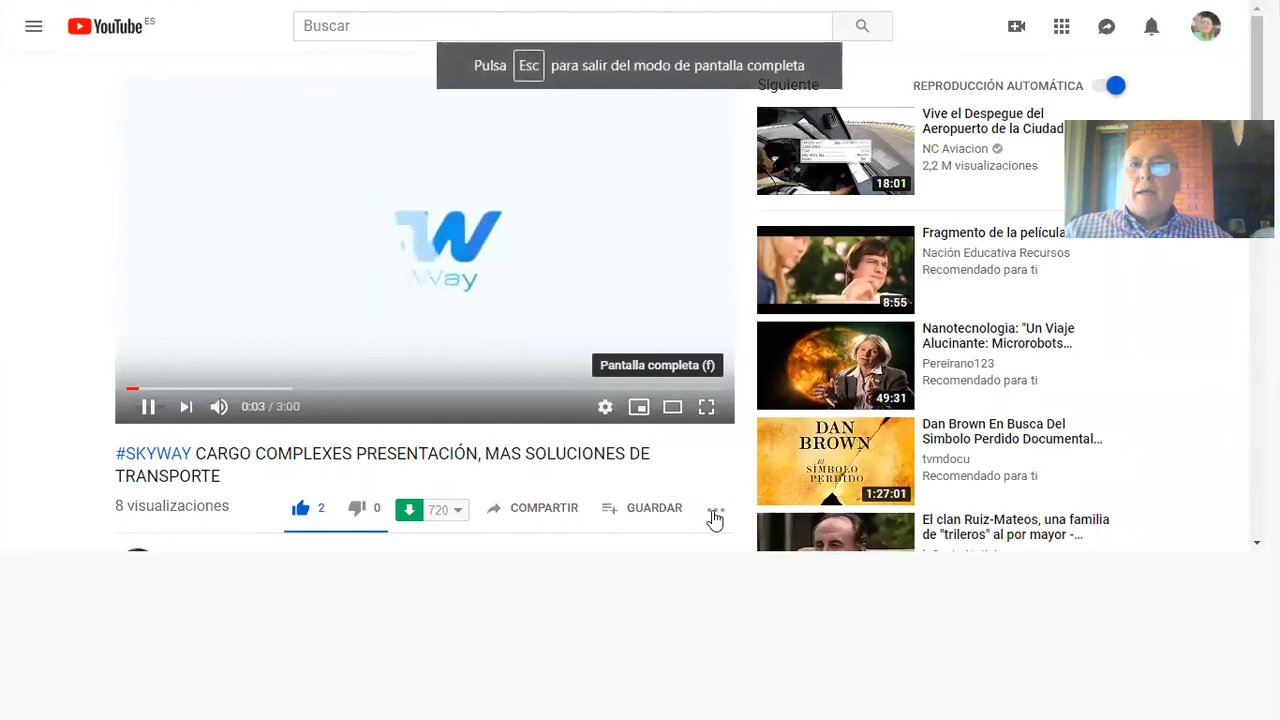 YouTube ES
Buscar
Pulsa Esc para salir del modo de pantalla completa
Siguiente
REPRODUCCIÓN AUTOMÁTICA
Way
Pantalla completa (f)
0:03 / 3:00
#SKYWAY CARGO COMPLEXES PRESENTACIÓN, MAS SOLUCIONES DE
TRANSPORTE
8 visualizaciones
2
0
720
COMPARTIR
GUARDAR
18:01
Vive el Despegue del
Aeropuerto de la Ciudad
NC Aviacion
2,2 M visualizaciones
8:55
Fragmento de la película
Nación Educativa Recursos
Recomendado para ti
49:31
Nanotecnologia: "Un Viaje
Alucinante: Microrobots...
Pereirano123
Recomendado para ti
DAN
BROWN
EL
SÍMBOLO
PERDIDO
1:27:01
Dan Brown En Busca Del
Simbolo Perdido Documental...
tvmdocu
Recomendado para ti
El clan Ruiz-Mateos, una familia
de "trileros" al por mayor -...